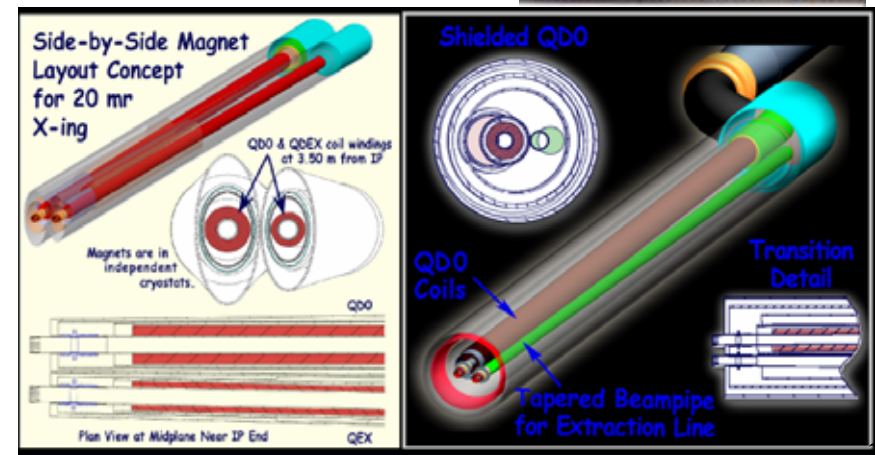 Side-by-Side Magnet
Layout Concept
for 20 mr
X-ing
QD0 & QDEX coil windings
at 3.50 m from IP
Magnets are in
independent
cryostats.
QD0
Plan View at Midplane Near IP End
QEX
Shielded QD0
QD0
Coils
Transition
Detail
Tapered Beampipe
for Extraction Line